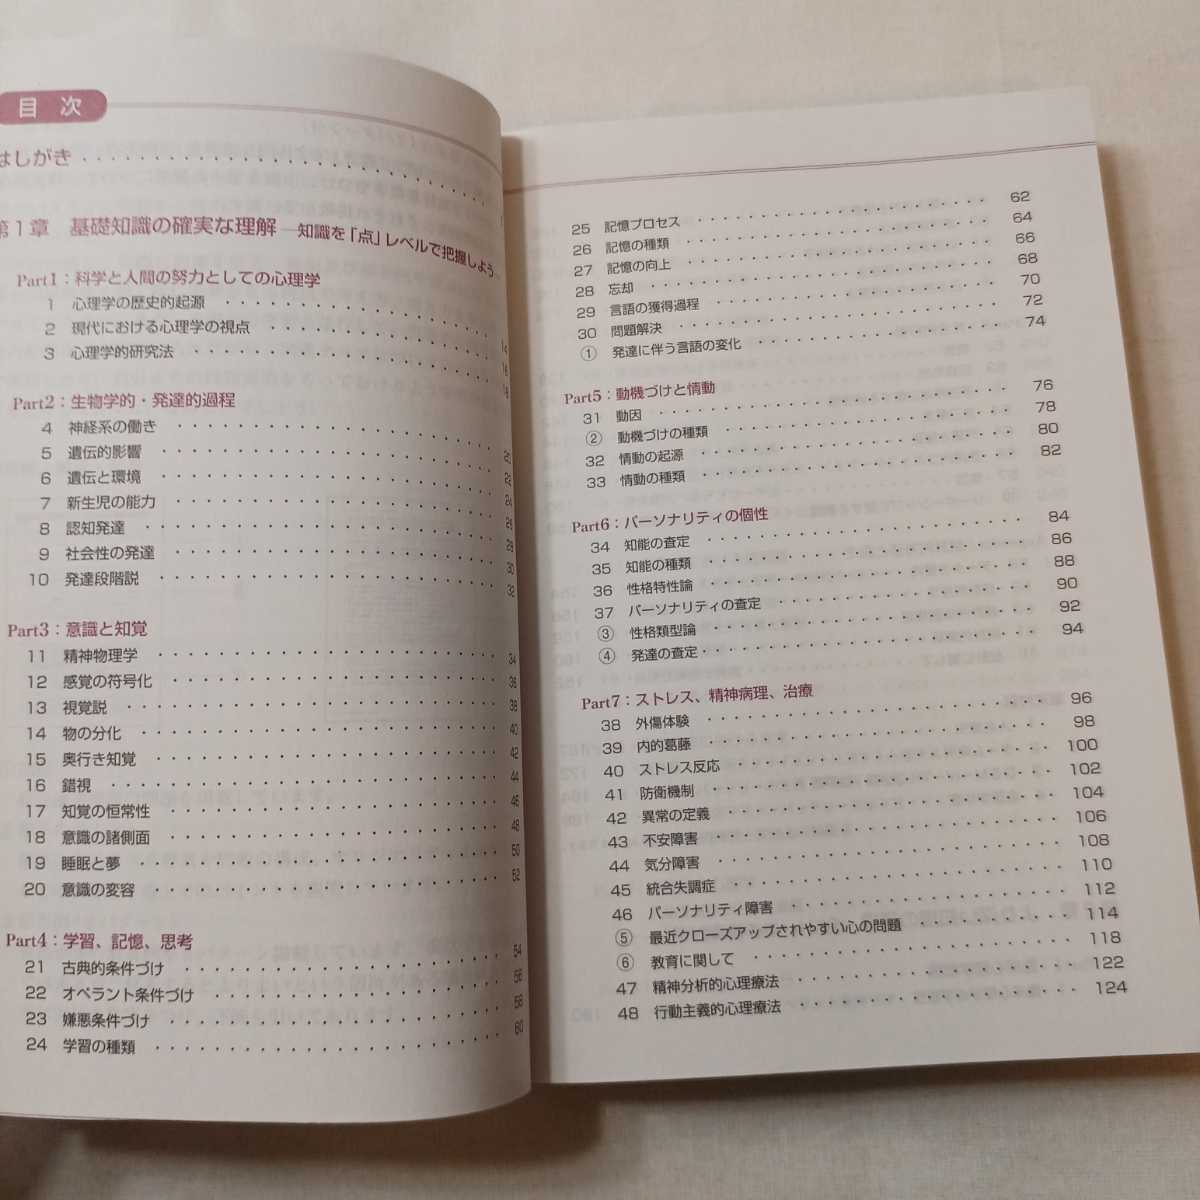 目 次
はしがき
第1章 基礎知識の確実な理解 ―知識を「点」レベルで把握しよう
Part1：科学と人間の努力としての心理学
1 心理学の歴史的起源 14
2 現代における心理学の視点 16
3 心理学的研究法 18
Part2：生物学的・発達的過程
4 神経系の働き 20
5 遺伝的影響 22
6 遺伝と環境 24
7 新生児の能力 26
8 認知発達 28
9 社会性の発達 30
10 発達段階説 32
Part3：意識と知覚
11 精神物理学 34
12 感覚の符号化 36
13 視覚説 38
14 物の分化 40
15 奥行き知覚 42
16 錯視 44
17 知覚の恒常性 46
18 意識の諸側面 48
19 睡眠と夢 50
20 意識の変容 52
Part4：学習、記憶、思考
21 古典的条件づけ 54
22 オペラント条件づけ 56
23 嫌悪条件づけ 58
24 学習の種類 60
25 記憶プロセス 62
26 記憶の種類 64
27 記憶の向上 66
28 忘却 68
29 言語の獲得過程 70
30 問題解決 72
① 発達に伴う言語の変化 74
Part5：動機づけと情動
31 動因 76
② 動機づけの種類 78
32 情動の起源 80
33 情動の種類 82
Part6：パーソナリティの個性
34 知能の査定 84
35 知能の種類 86
36 性格特性論 88
37 パーソナリティの査定 90
③ 性格類型論 92
④ 発達の査定 94
Part7：ストレス、精神病理、治療
38 外傷体験 96
39 内的葛藤 98
40 ストレス反応 100
41 防衛機制 102
42 異常の定義 104
43 不安障害 106
44 気分障害 108
45 統合失調症 110
46 パーソナリティ障害 112
⑤ 最近クローズアップされやすい心の問題 114
⑥ 教育に関して 118
47 精神分析的心理療法 122
48 行動主義的心理療法 124